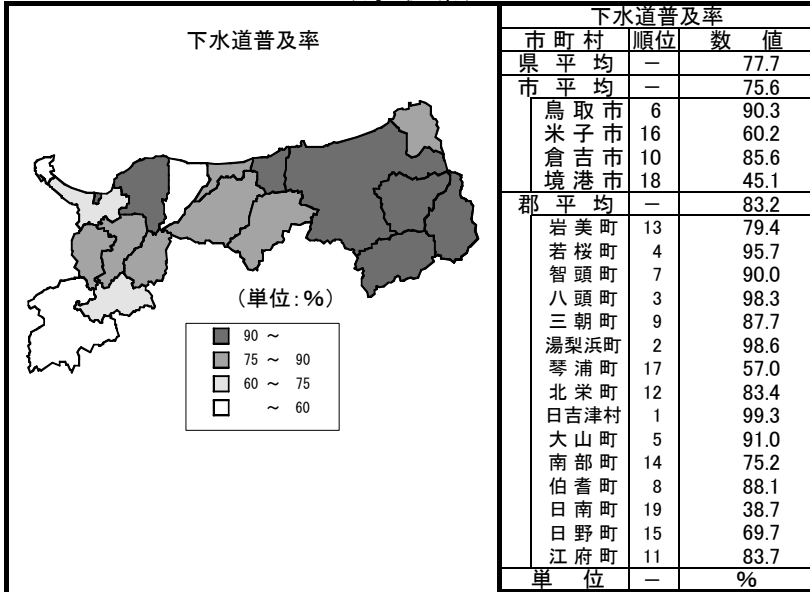 下水道普及率
(単位:%)
90 ~
75 ~ 90
60 ~ 75
~ 60
下水道普及率
市町村 順位 数 値
県 平 均 － 77.7
市 平 均 － 75.6
鳥取市 6 90.3
米子市 16 60.2
倉吉市 10 85.6
境港市 18 45.1
郡 平 均 － 83.2
岩美町 13 79.4
若桜町 4 95.7
智頭町 7 90.0
八頭町 3 98.3
三朝町 9 87.7
湯梨浜町 2 98.6
琴浦町 17 57.0
北栄町 12 83.4
日吉津村 1 99.3
大山町 5 91.0
南部町 14 75.2
伯耆町 8 88.1
日南町 19 38.7
日野町 15 69.7
江府町 11 83.7
単 位 － %